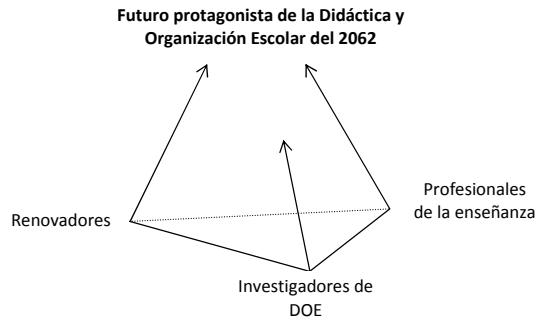 Futuro protagonista de la Didáctica y
Organización Escolar del 2062
Profesionales
de la enseñanza
Renovadores
Investigadores de
DOE